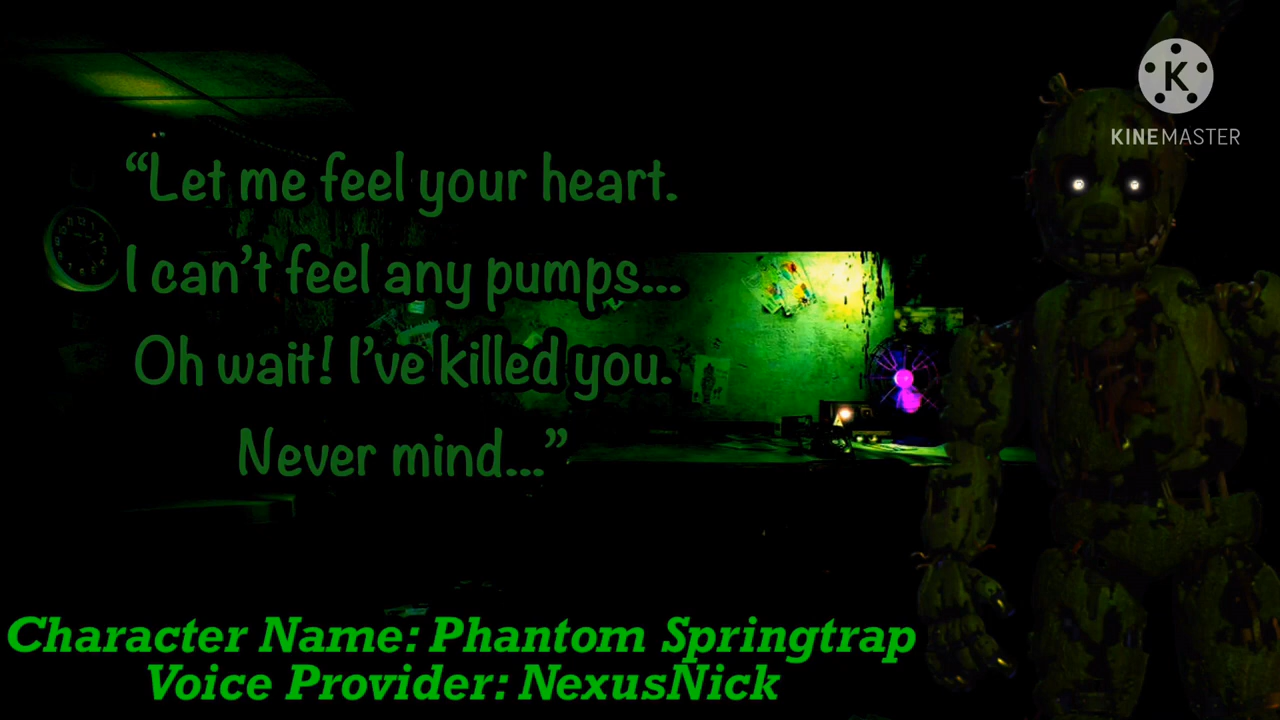 K
KINEMASTER
“Let me feel your heart.
I can’t feel any pumps...
Oh wait! I’ve killed you.
Never mind...”
Character Name: Phantom Springtrap
Voice Provider: NexusNick